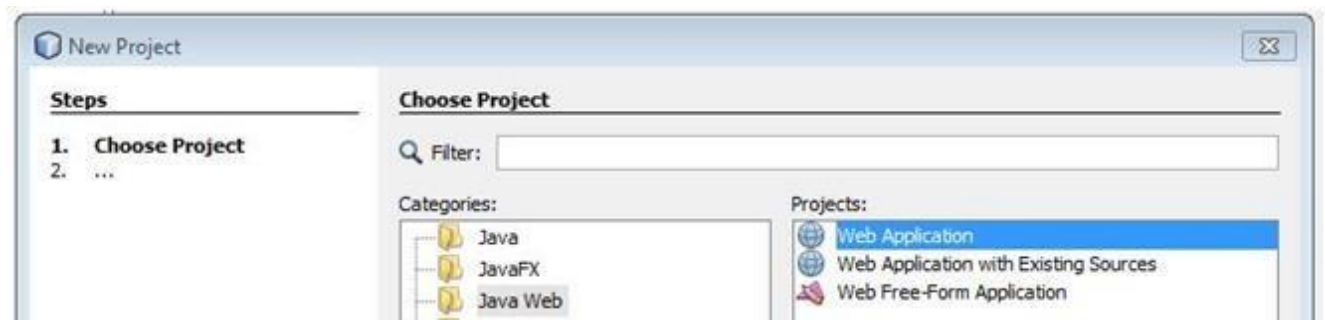 New Project
Steps
1. Choose Project
2. ...
Choose Project
Filter:
Categories:
Java
JavaFX
Java Web
Projects:
Web Application
Web Application with Existing Sources
Web Free-Form Application